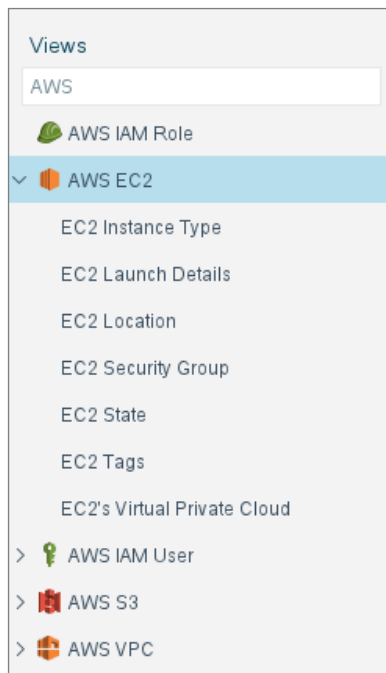 Views
AWS
AWS IAM Role
AWS EC2
EC2 Instance Type
EC2 Launch Details
EC2 Location
EC2 Security Group
EC2 State
EC2 Tags
EC2's Virtual Private Cloud
AWS IAM User
AWS S3
AWS VPC